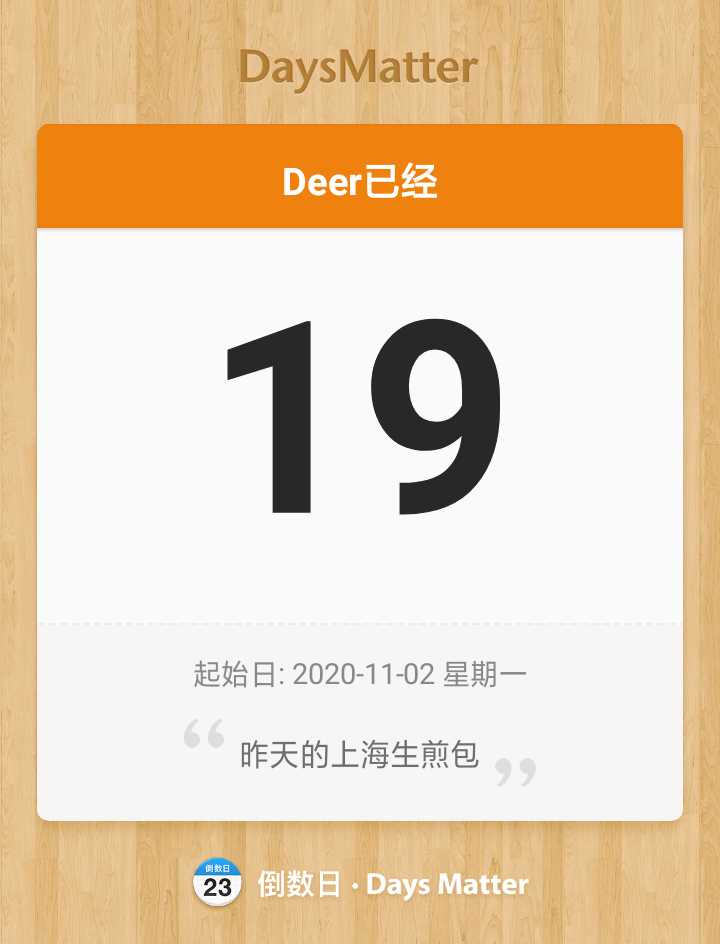 DaysMatter
Deer已经
19
起始日: 2020-11-02 星期一
“昨天的上海生煎包”
倒数日
23
倒数日 · Days Matter